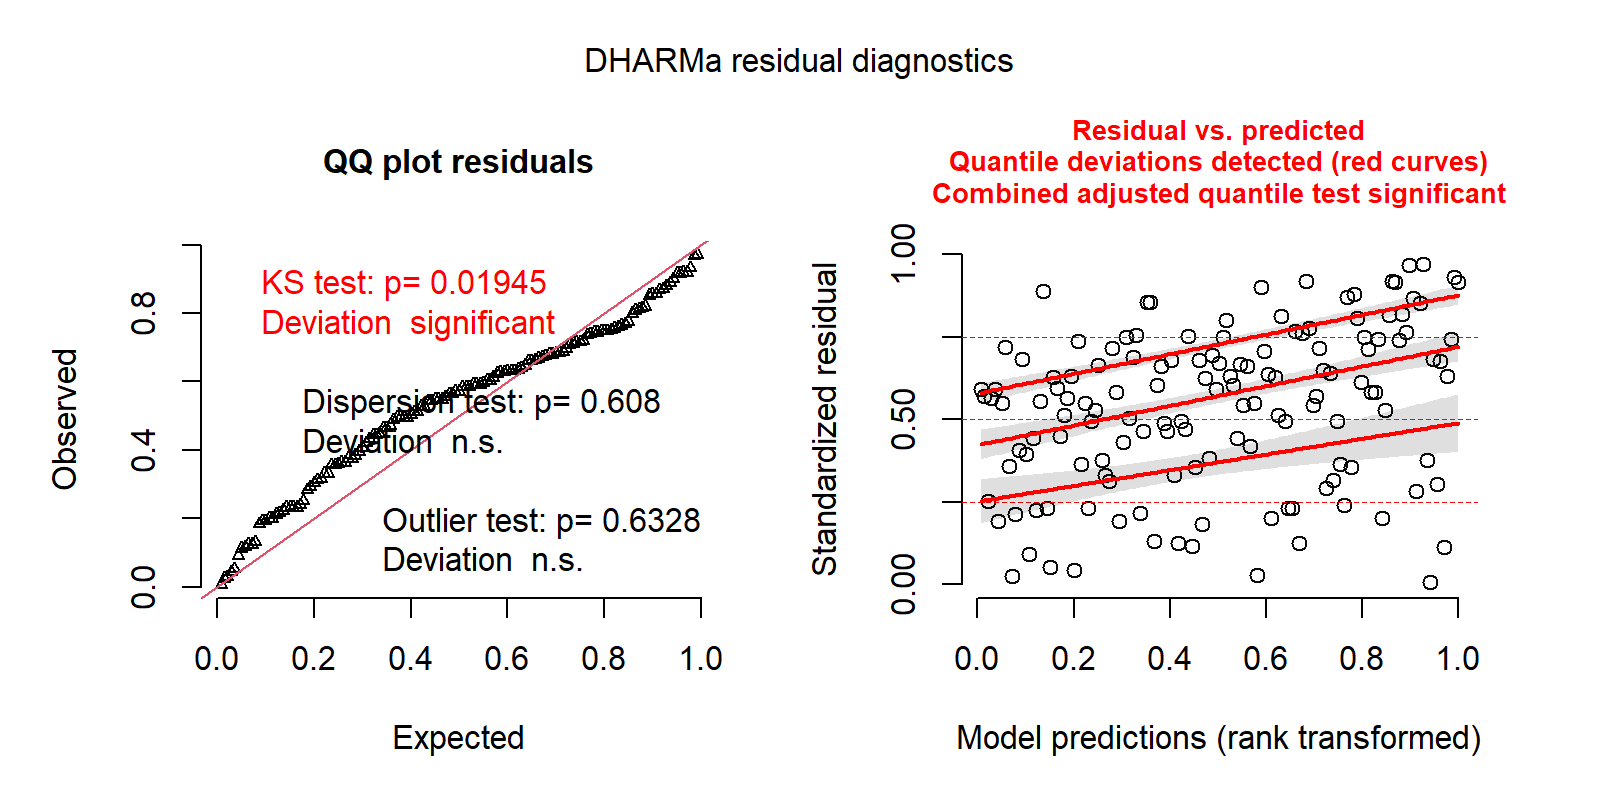 DHARMa residual diagnostics
QQ plot residuals
KS test: p= 0.01945
Deviation  significant
Dispersion test: p= 0.608
Deviation  n.s.
Outlier test: p= 0.6328
Deviation  n.s.
Observed
0.0
0.4
0.8
0.0
0.2
0.4
0.6
0.8
1.0
Expected
Residual vs. predicted
Quantile deviations detected (red curves)
Combined adjusted quantile test significant
Standardized residual
0.00
0.50
1.00
0.0
0.2
0.4
0.6
0.8
1.0
Model predictions (rank transformed)